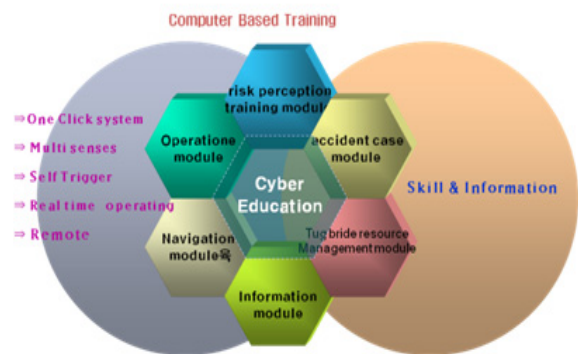 Computer Based Training
risk perception
training module
⇒One Click system
Operatione
module
accident case
module
⇒ Multi senses
⇒ Self Trigger
Cyber
Education
Skill & Information
⇒ Real time operating
⇒ Remote
Navigation
module육
Tug bride resource
Management module
Information
module